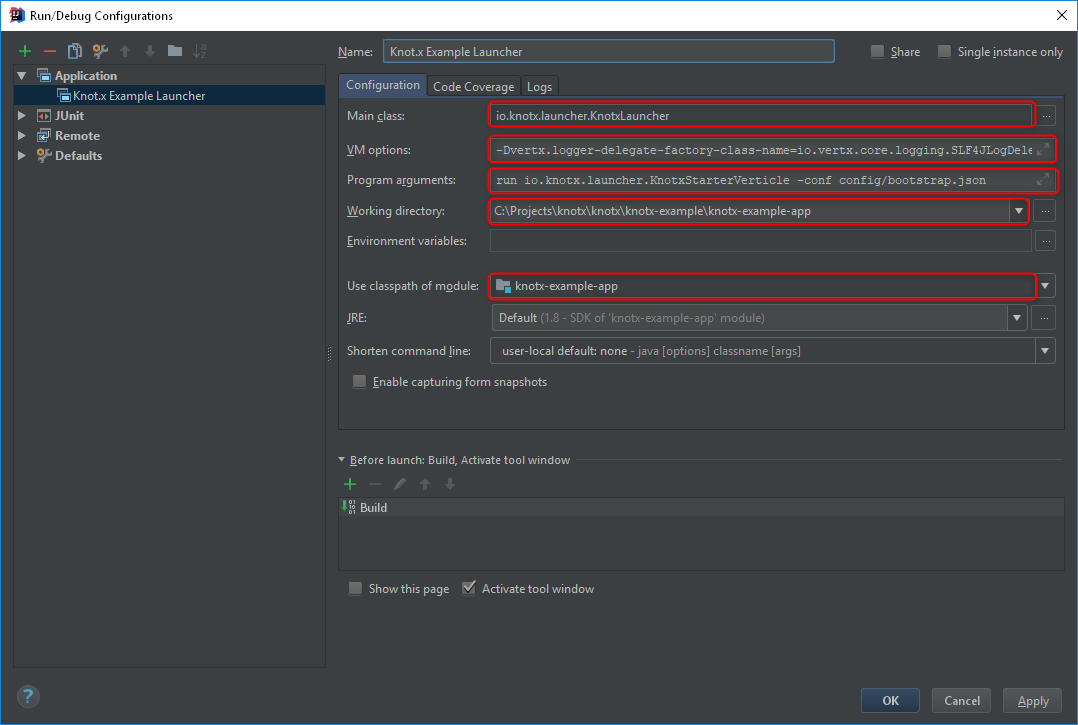 Run/Debug Configurations
Name: Knot.x Example Launcher Share Single instance only
Application
Knot.x Example Launcher
JUnit
Remote
Defaults
Configuration Code Coverage Logs
Main class: io.knotx.launcher.KnotxLauncher ...
VM options: -Dvertx.logger-delegate-factory-class-name=io.vertx.core.logging.SLF4JLogDele
Program arguments: run io.knotx.launcher.KnotxStarterVerticle -conf config/bootstrap.json
Working directory: C:\Projects\knotx\knotx\knotx-example\knotx-example-app ...
Environment variables: ...
Use classpath of module: knotx-example-app
JRE: Default (1.8 - SDK of 'knotx-example-app' module) ...
Shorten command line: user-local default: none - java [options] classname [args]
Enable capturing form snapshots
Before launch: Build, Activate tool window
Build
Show this page Activate tool window
? OK Cancel Apply